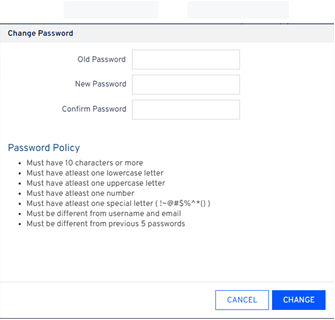 Change Password
Old Password
New Password
Confirm Password
Password Policy
• Must have 10 characters or more
• Must have atleast one lowercase letter
• Must have atleast one uppercase letter
• Must have atleast one number
• Must have atleast one special letter ( !~@#$%^*() )
• Must be different from username and email
• Must be different from previous 5 passwords
CANCEL CHANGE